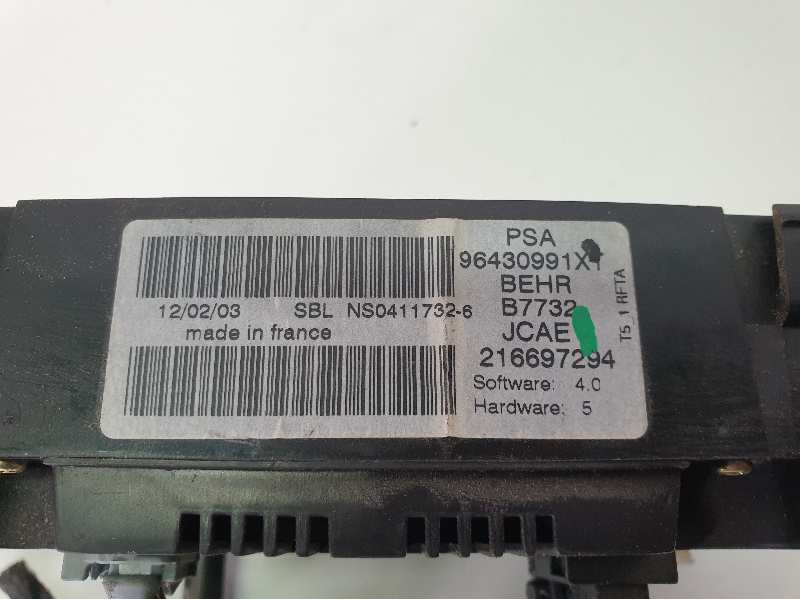 PSA
96430991X1
BEHR
B7732
JCAE
216697294
Software: 4.0
Hardware: 5
12/02/03 SBL NS0411732-6
made in france
T5_1 RFTA